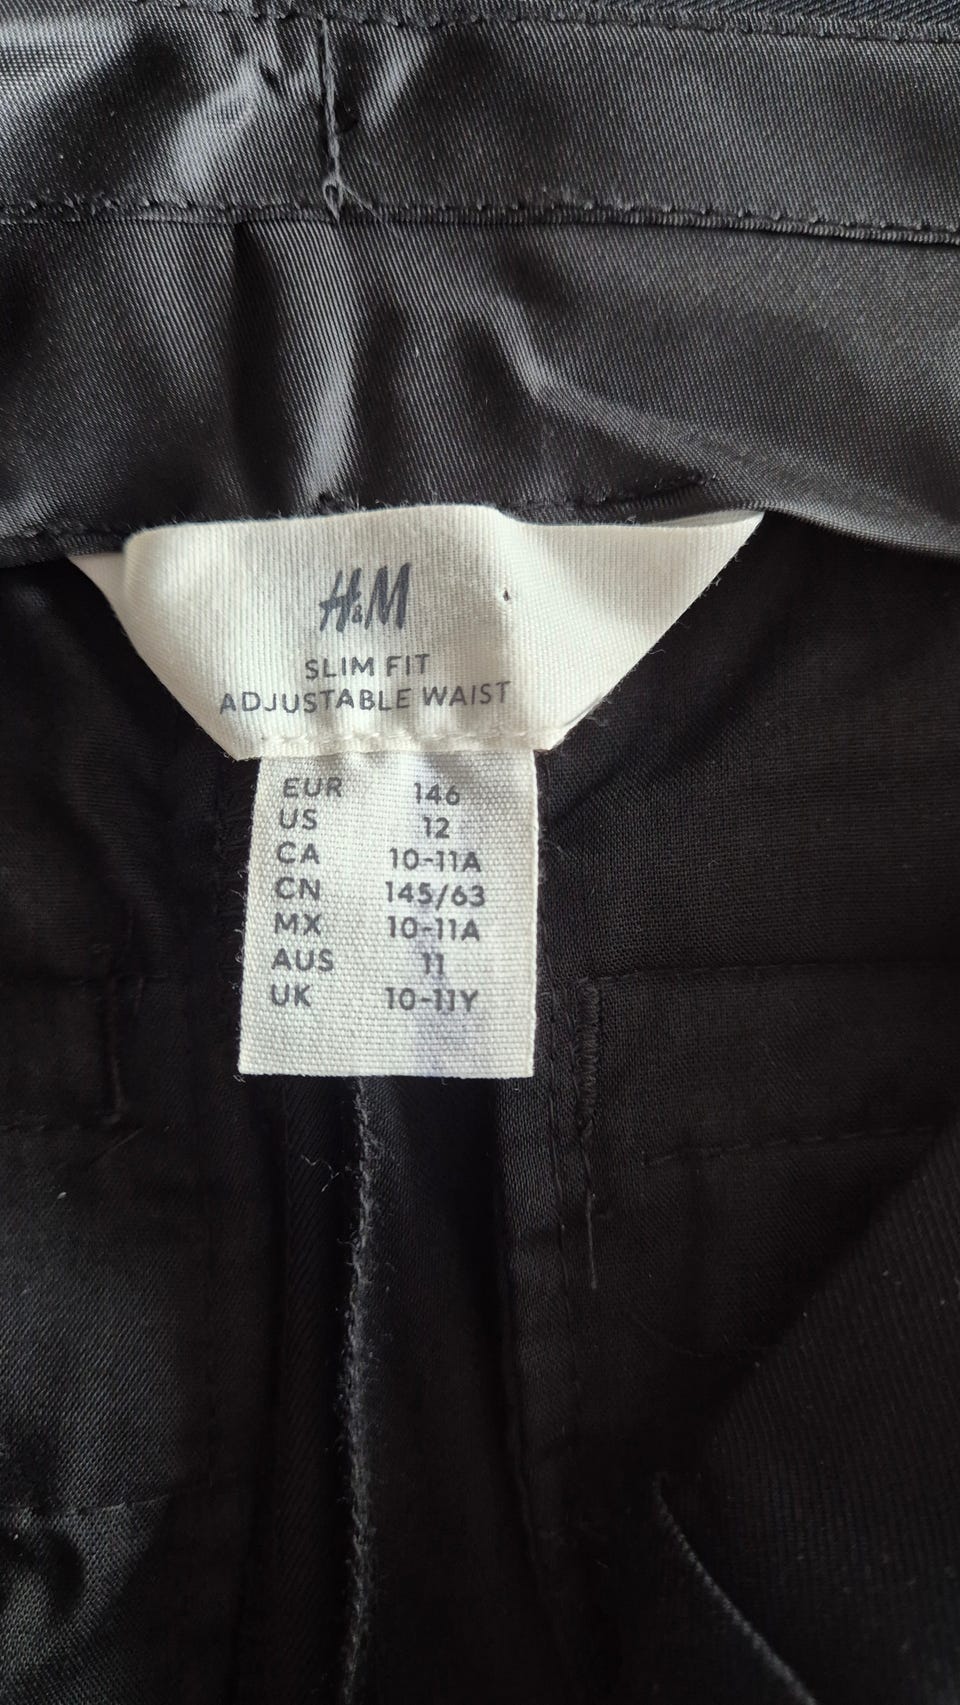 H&M
SLIM FIT
ADJUSTABLE WAIST
EUR 146
US 12
CA 10-11A
CN 145/63
MX 10-11A
AUS 11
UK 10-11Y